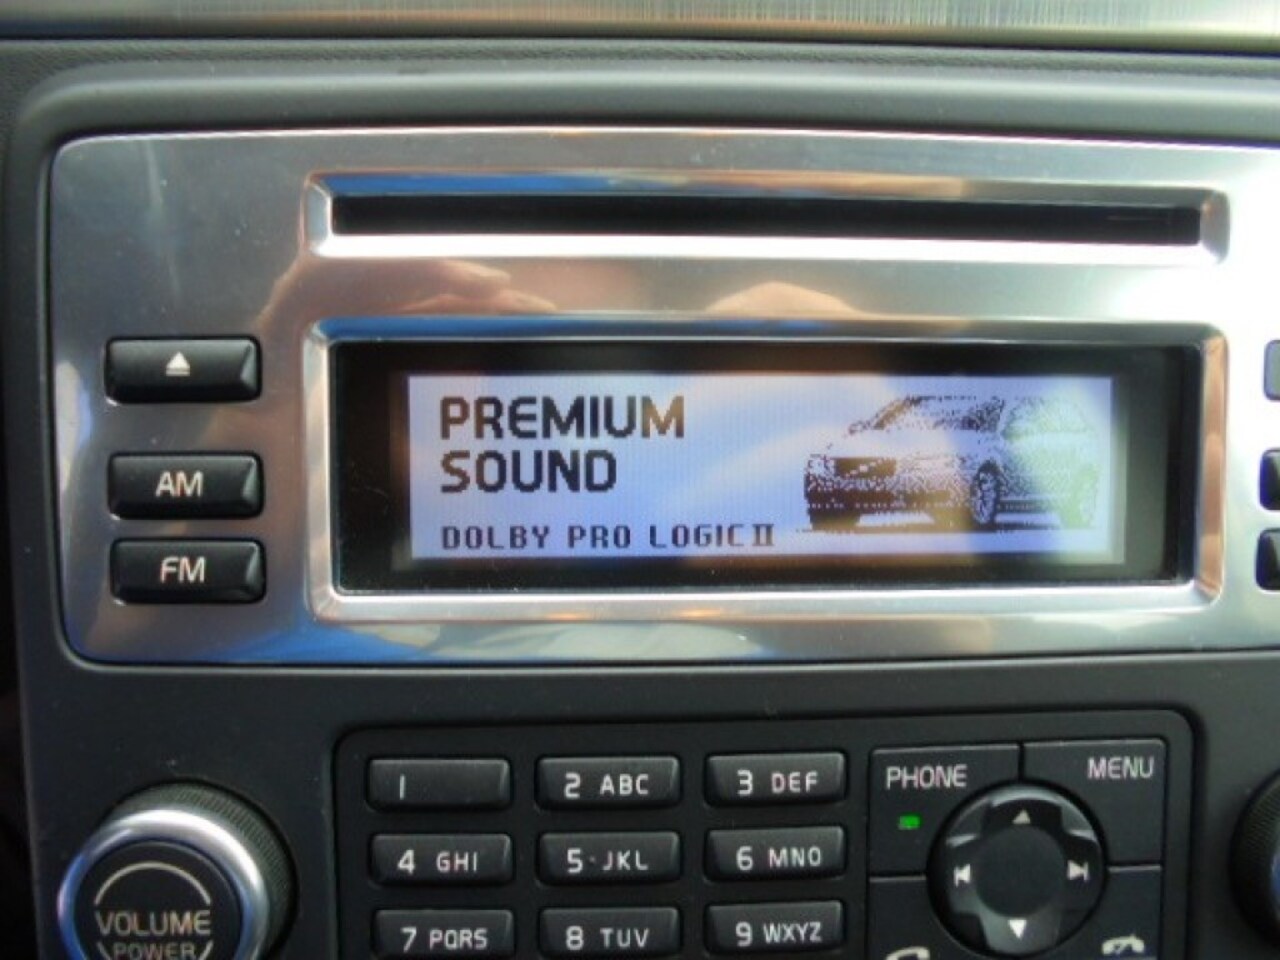 PREMIUM
SOUND
DOLBY PRO LOGIC II
AM
FM
1
2 ABC
3 DEF
PHONE
MENU
4 GHI
5 JKL
6 MNO
7 PQRS
8 TUV
9 WXYZ
VOLUME
POWER